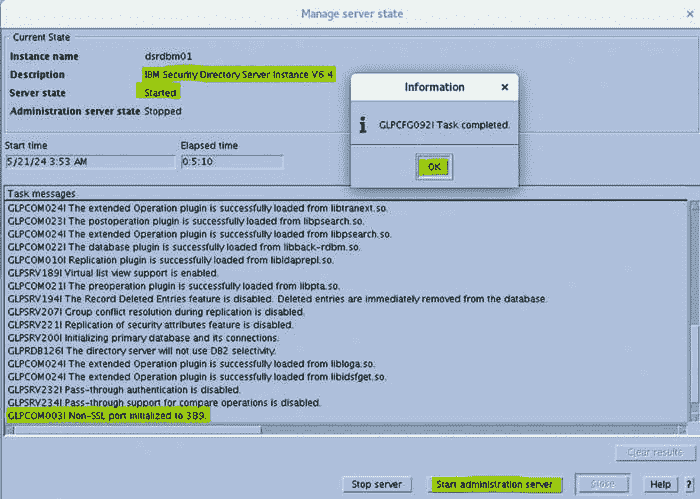 Manage server state
Current State
Instance name dsrdbm01
Description IBM Security Directory Server Instance V6.4
Server state Started
Administration server state Stopped
Information
GLPCFG092I Task completed.
OK
Start time Elapsed time
5/21/24 3:53 AM 0:5:10
Task messages
GLPCOM024I The extended Operation plugin is successfully loaded from libtranext.so.
GLPCOM023I The postoperation plugin is successfully loaded from libpsearch.so.
GLPCOM024I The extended Operation plugin is successfully loaded from libpsearch.so.
GLPCOM022I The database plugin is successfully loaded from libback-rdbm.so.
GLPCOM010I Replication plugin is successfully loaded from libldaprepl.so.
GLPSRV189I Virtual list view support is enabled.
GLPCOM021I The preoperation plugin is successfully loaded from libpta.so.
GLPSRV194I The Record Deleted Entries feature is disabled. Deleted entries are immediately removed from the database.
GLPSRV207I Group conflict resolution during replication is disabled.
GLPSRV221I Replication of security attributes feature is disabled.
GLPSRV200I Initializing primary database and its connections.
GLPRDB126I The directory server will not use DB2 selectivity.
GLPCOM024I The extended Operation plugin is successfully loaded from libloga.so.
GLPCOM024I The extended Operation plugin is successfully loaded from libidsfget.so.
GLPSRV232I Pass-through authentication is disabled.
GLPSRV234I Pass-through support for compare operations is disabled.
GLPCOM003I Non-SSL port initialized to 389.
Clear results
Stop server Start administration server Close Help ?